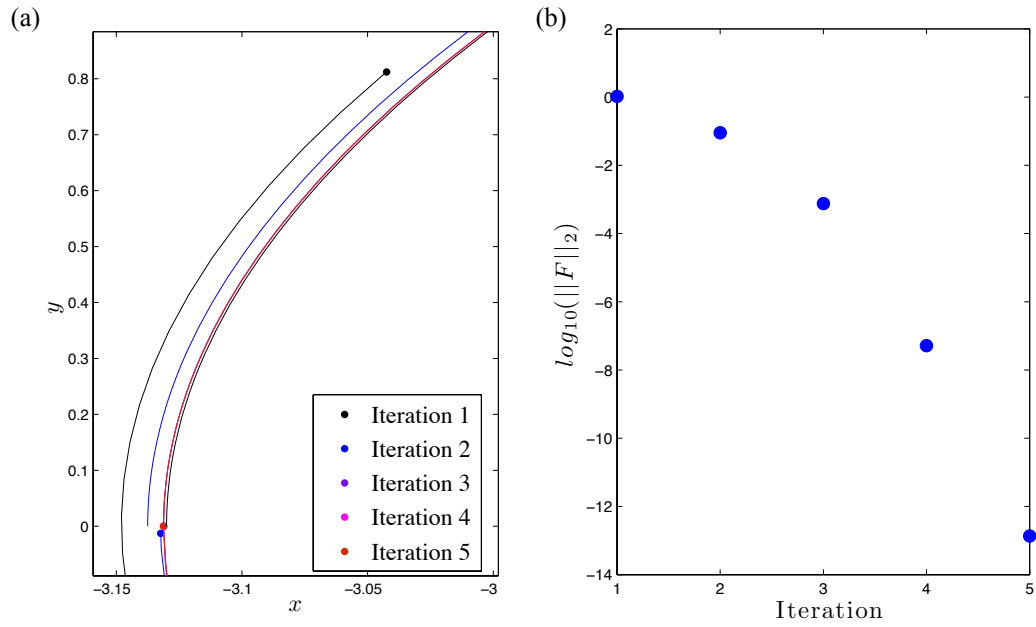 (a)
0.8
0.7
0.6
0.5
0.4
0.3
0.2
0.1
0
y
−3.15
−3.1
−3.05
−3
x
Iteration 1
Iteration 2
Iteration 3
Iteration 4
Iteration 5
(b)
2
0
−2
−4
−6
−8
−10
−12
−14
log₁₀(||F||₂)
1
2
3
4
5
Iteration